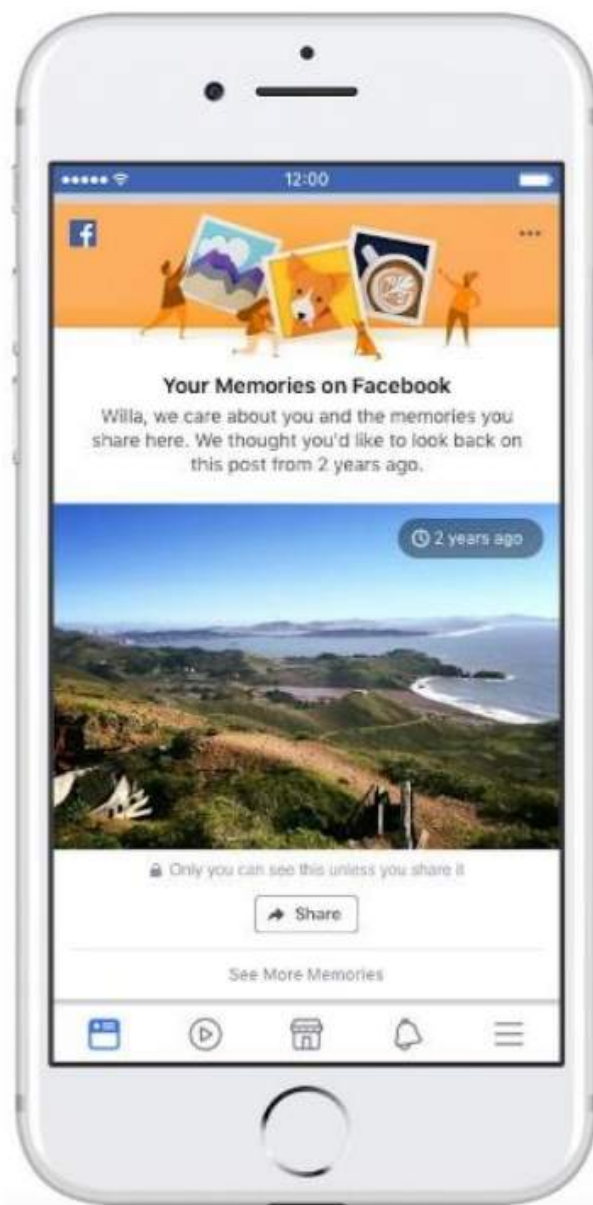 12:00
f
Your Memories on Facebook
Willa, we care about you and the memories you
share here. We thought you'd like to look back on
this post from 2 years ago.
2 years ago
Only you can see this unless you share it
Share
See More Memories